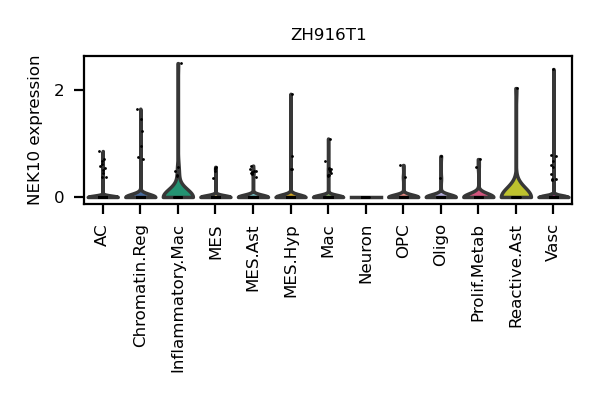 ZH916T1
NEK10 expression
2
0
AC
Chromatin.Reg
Inflammatory.Mac
MES
MES.Ast
MES.Hyp
Mac
Neuron
OPC
Oligo
Prolif.Metab
Reactive.Ast
Vasc